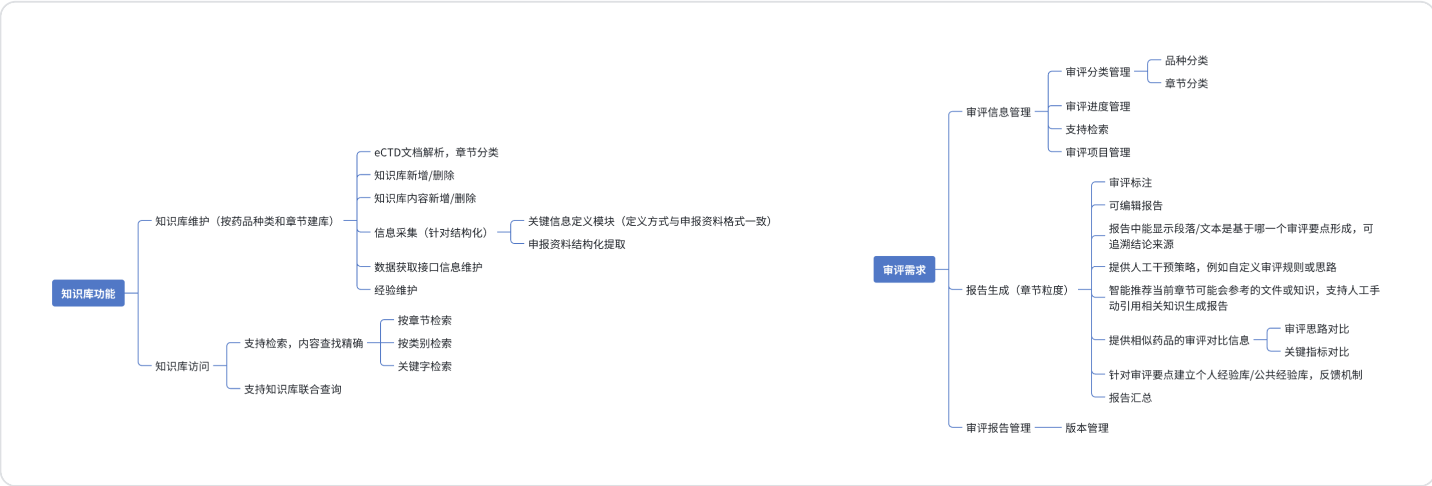 知识库功能
知识库维护（按药品种类和章节建库）
eCTD文档解析，章节分类
知识库新增/删除
知识库内容新增/删除
信息采集（针对结构化）
关键信息定义模块（定义方式与申报资料格式一致）
申报资料结构化提取
数据获取接口信息维护
经验维护
知识库访问
支持检索，内容查找精确
按章节检索
按类别检索
关键字检索
支持知识库联合查询
审评需求
审评信息管理
审评分类管理
品种分类
章节分类
审评进度管理
支持检索
审评项目管理
报告生成（章节粒度）
审评标注
可编辑报告
报告中能显示段落/文本是基于哪一个审评要点形成，可
追溯结论来源
提供人工干预策略，例如自定义审评规则或思路
智能推荐当前章节可能会参考的文件或知识，支持人工手
动引用相关知识生成报告
提供相似药品的审评对比信息
审评思路对比
关键指标对比
针对审评要点建立个人经验库/公共经验库，反馈机制
报告汇总
审评报告管理
版本管理